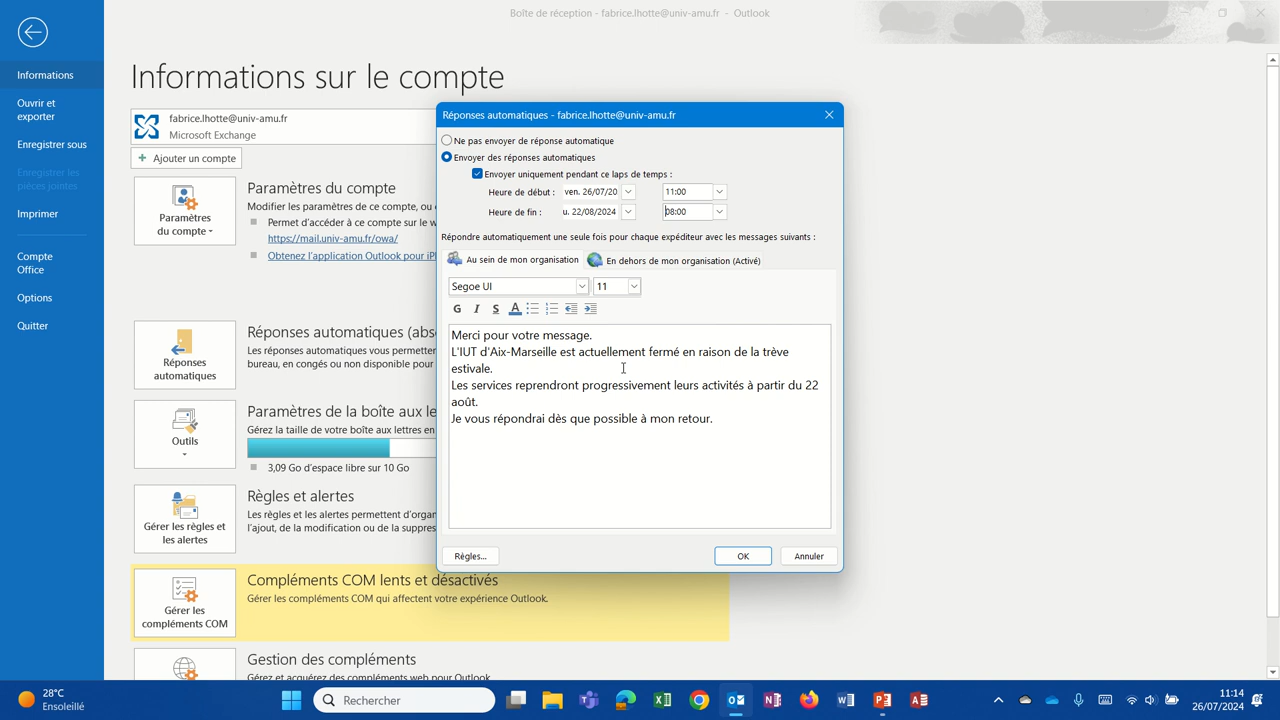 Boîte de réception - fabrice.lhotte@univ-amu.fr - Outlook
Informations
Ouvrir et
exporter
Enregistrer sous
Enregistrer les
pièces jointes
Imprimer
Compte
Office
Options
Quitter
Informations sur le compte
fabrice.lhotte@univ-amu.fr
Microsoft Exchange
+ Ajouter un compte
Paramètres
du compte
Paramètres du compte
Modifier les paramètres de ce compte, ou
Permet d'accéder à ce compte sur le w
https://mail.univ-amu.fr/owa/
Obtenez l'application Outlook pour iP
Réponses
automatiques
Réponses automatiques (abs
Les réponses automatiques vous permetter
bureau, en congés ou non disponible pour
Outils
Paramètres de la boîte aux le
Gérez la taille de votre boîte aux lettres en
3,09 Go d'espace libre sur 10 Go
Gérer les règles et
les alertes
Règles et alertes
Les règles et les alertes permettent d'organ
l'ajout, de la modification ou de la suppres
Gérer les
compléments COM
Compléments COM lents et désactivés
Gérer les compléments COM qui affectent votre expérience Outlook.
Gestion des compléments
Gérez et acquérez des compléments web pour Outlook
Réponses automatiques - fabrice.lhotte@univ-amu.fr
Ne pas envoyer de réponse automatique
Envoyer des réponses automatiques
Envoyer uniquement pendant ce laps de temps :
Heure de début : ven. 26/07/20 11:00
Heure de fin : u. 22/08/2024 08:00
Répondre automatiquement une seule fois pour chaque expéditeur avec les messages suivants :
Au sein de mon organisation En dehors de mon organisation (Activé)
Segoe UI 11
G I S A
Merci pour votre message.
L'IUT d'Aix-Marseille est actuellement fermé en raison de la trève
estivale.
Les services reprendront progressivement leurs activités à partir du 22
août.
Je vous répondrai dès que possible à mon retour.
Règles... OK Annuler
28°C
Ensoleillé
Rechercher
11:14
26/07/2024